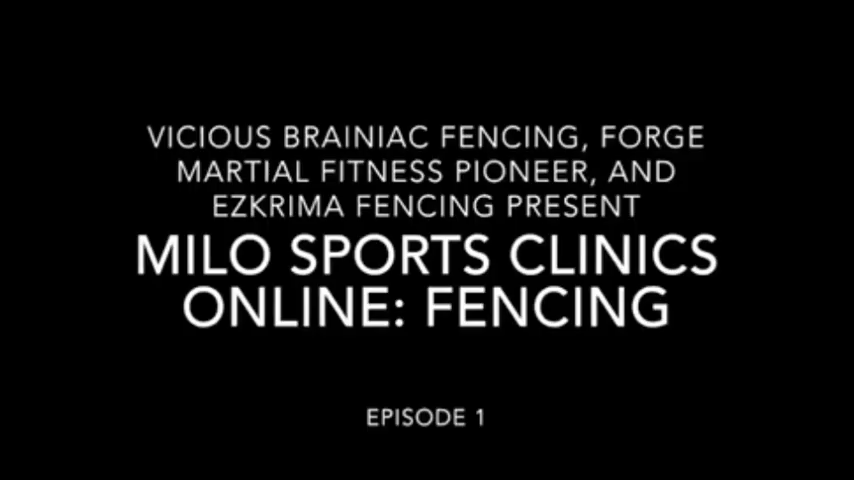 VICIOUS BRAINIAC FENCING, FORGE
MARTIAL FITNESS PIONEER, AND
EZKRIMA FENCING PRESENT
MILO SPORTS CLINICS
ONLINE: FENCING
EPISODE 1